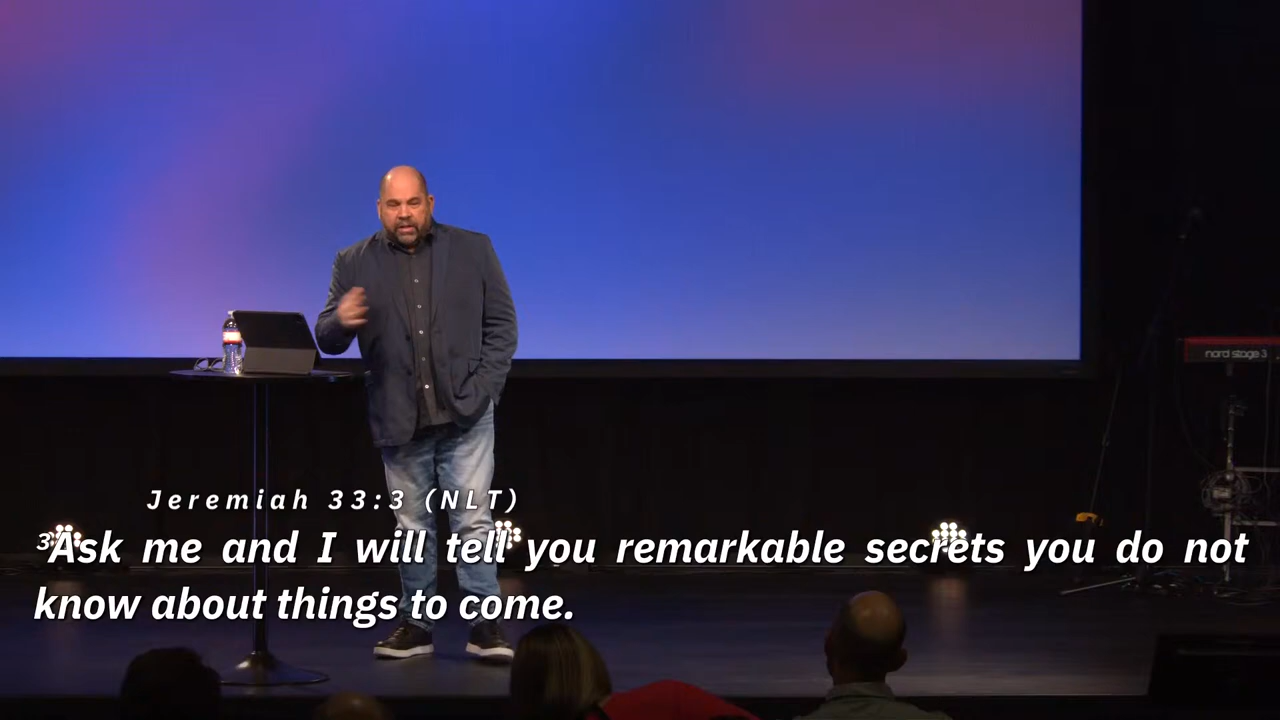 Jeremiah 33:3 (NLT)
3Ask me and I will tell you remarkable secrets you do not
know about things to come.
nord stage 3